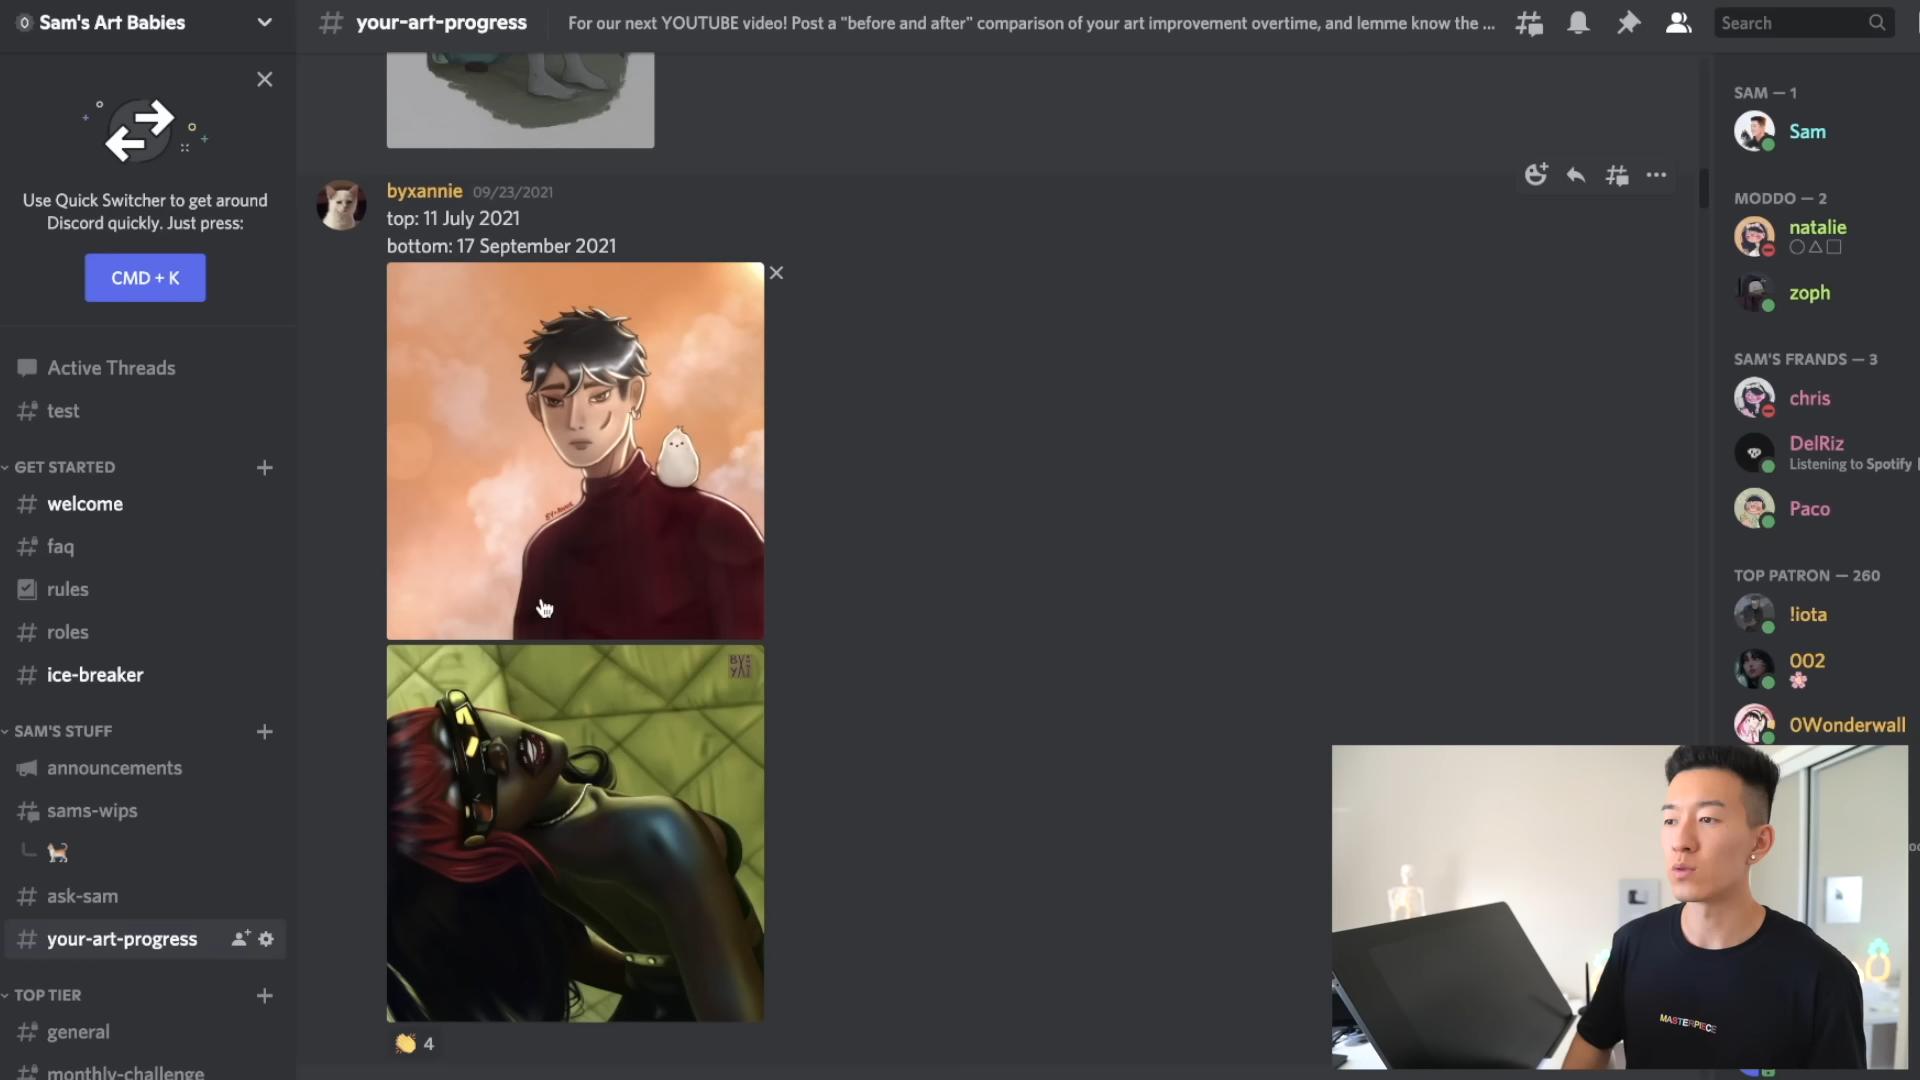 Sam's Art Babies
your-art-progress
For our next YOUTUBE video! Post a "before and after" comparison of your art improvement overtime, and lemme know the ...
Search
Use Quick Switcher to get around
Discord quickly. Just press:
CMD + K
Active Threads
test
GET STARTED
welcome
faq
rules
roles
ice-breaker
SAM'S STUFF
announcements
sams-wips
ask-sam
your-art-progress
TOP TIER
general
monthly-challenge
byxannie 09/23/2021
top: 11 July 2021
bottom: 17 September 2021
4
SAM — 1
Sam
MODDO — 2
natalie
zoph
SAM'S FRANDS — 3
chris
DelRiz
Listening to Spotify
Paco
TOP PATRON — 260
!iota
002
0Wonderwall
MASTERPIECE